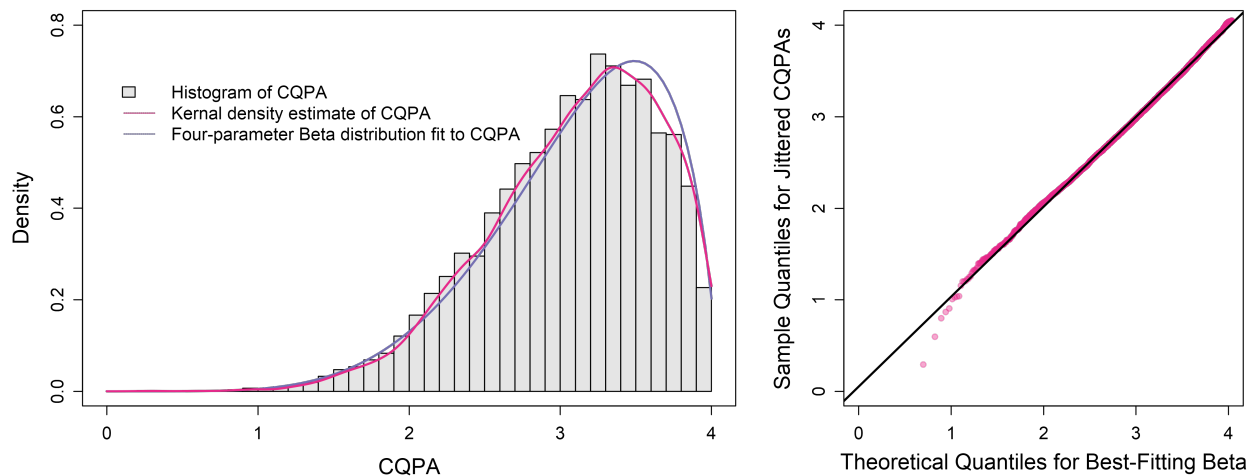 0.8
0.6
0.4
0.2
0.0
Density
Histogram of CQPA
Kernal density estimate of CQPA
Four-parameter Beta distribution fit to CQPA
0 1 2 3 4
CQPA
4
3
2
1
0
Sample Quantiles for Jittered CQPAs
0 1 2 3 4
Theoretical Quantiles for Best-Fitting Beta